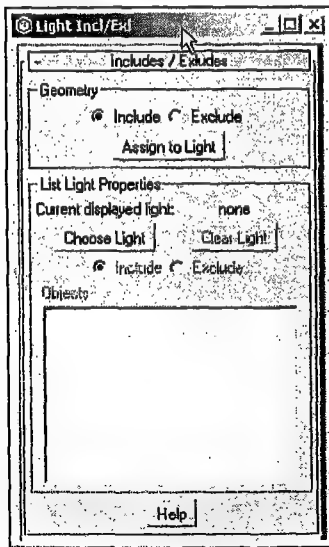 Light Incl/Excl
Includes / Exludes
Geometry
Include Exclude
Assign to Light
List Light Properties
Current displayed light: none
Choose Light Clear Light
Include Exclude
Objects
Help